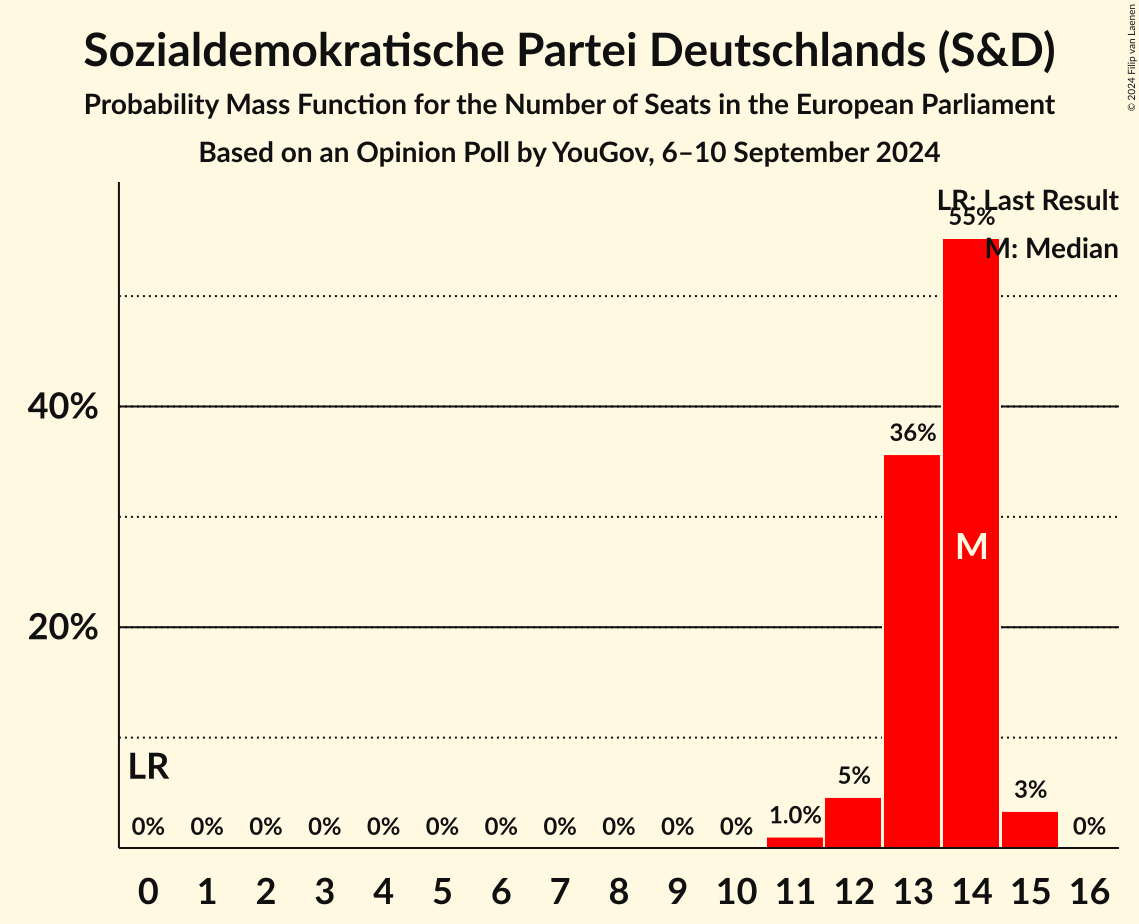 Sozialdemokratische Partei Deutschlands (S&D)
Probability Mass Function for the Number of Seats in the European Parliament
Based on an Opinion Poll by YouGov, 6–10 September 2024
© 2024 Filip van Laenen
LR: Last Result
M: Median
55%
40%
36%
M
20%
LR
0% 0% 0% 0% 0% 0% 0% 0% 0% 0% 0% 1.0% 5% 3% 0%
0 1 2 3 4 5 6 7 8 9 10 11 12 13 14 15 16